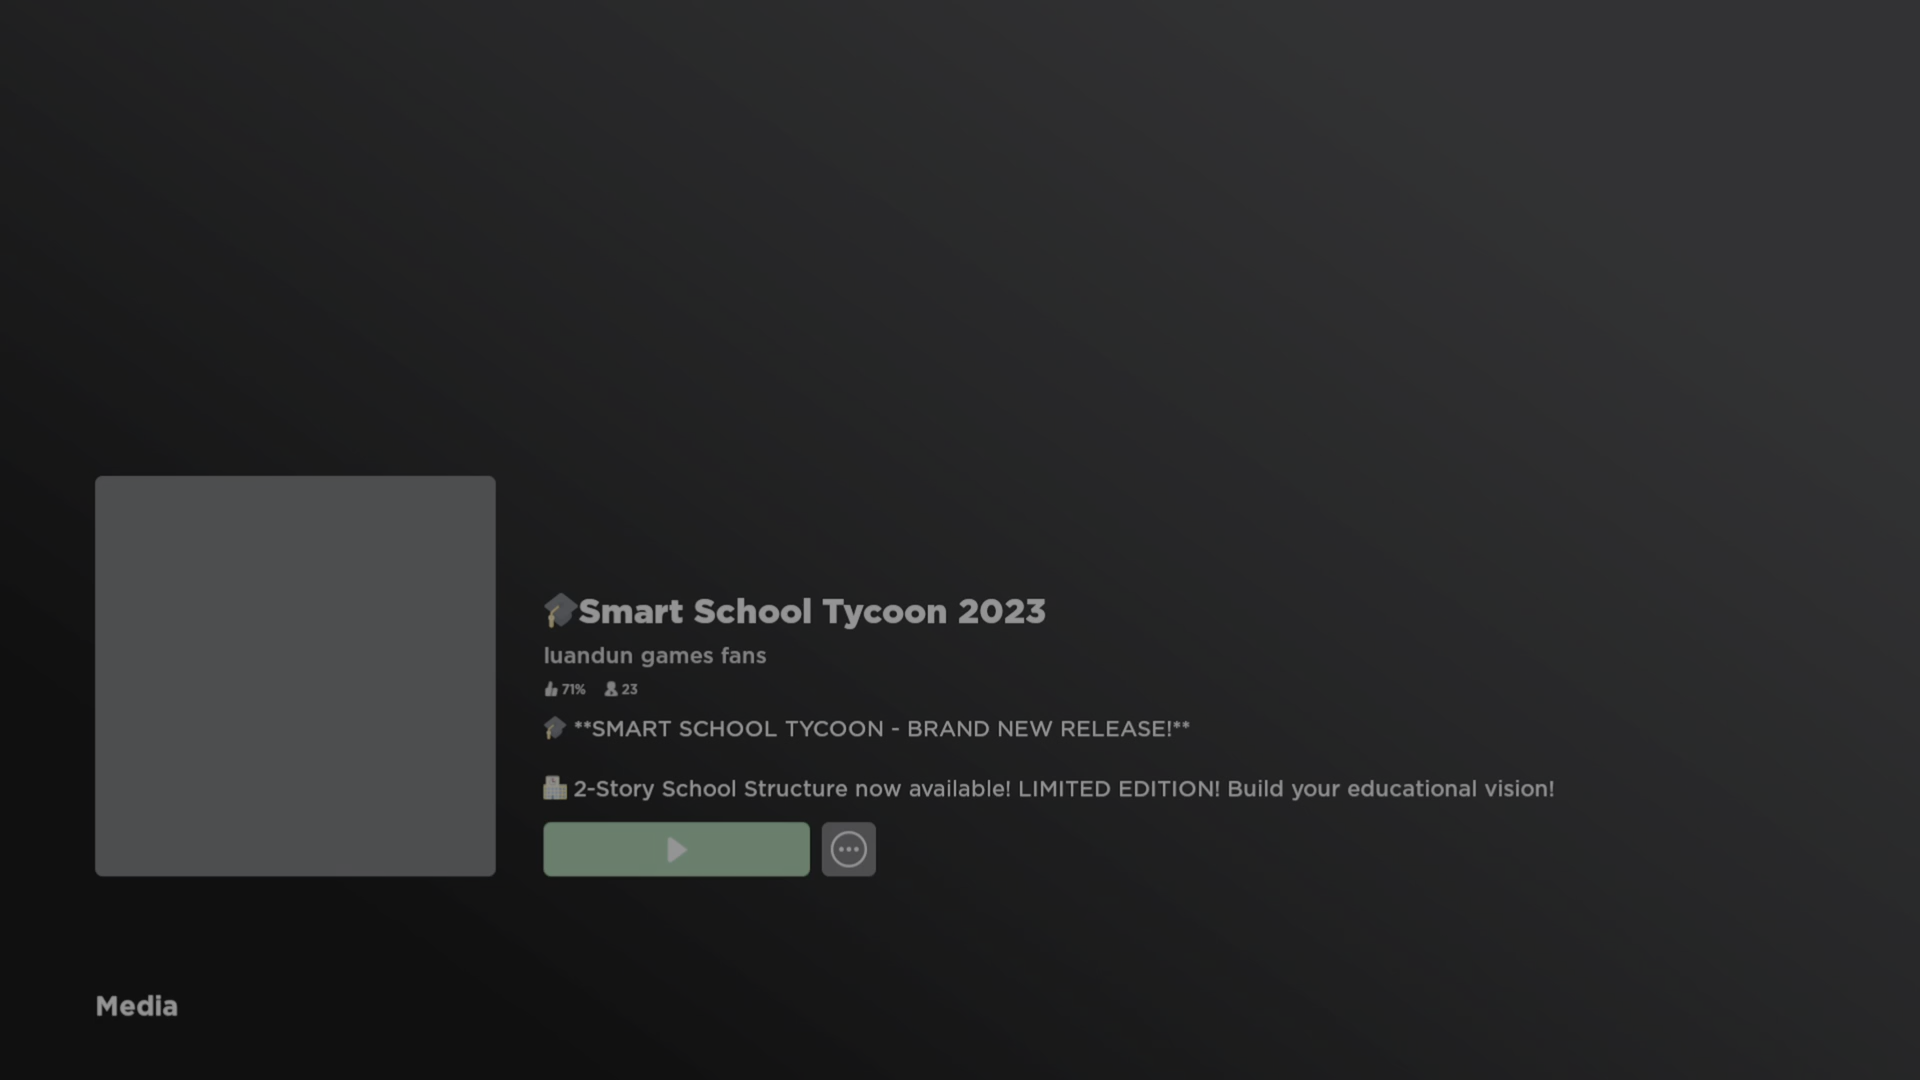 🎓Smart School Tycoon 2023
luandun games fans
71% 23
🎓 **SMART SCHOOL TYCOON - BRAND NEW RELEASE!**
🏫 2-Story School Structure now available! LIMITED EDITION! Build your educational vision!
Media